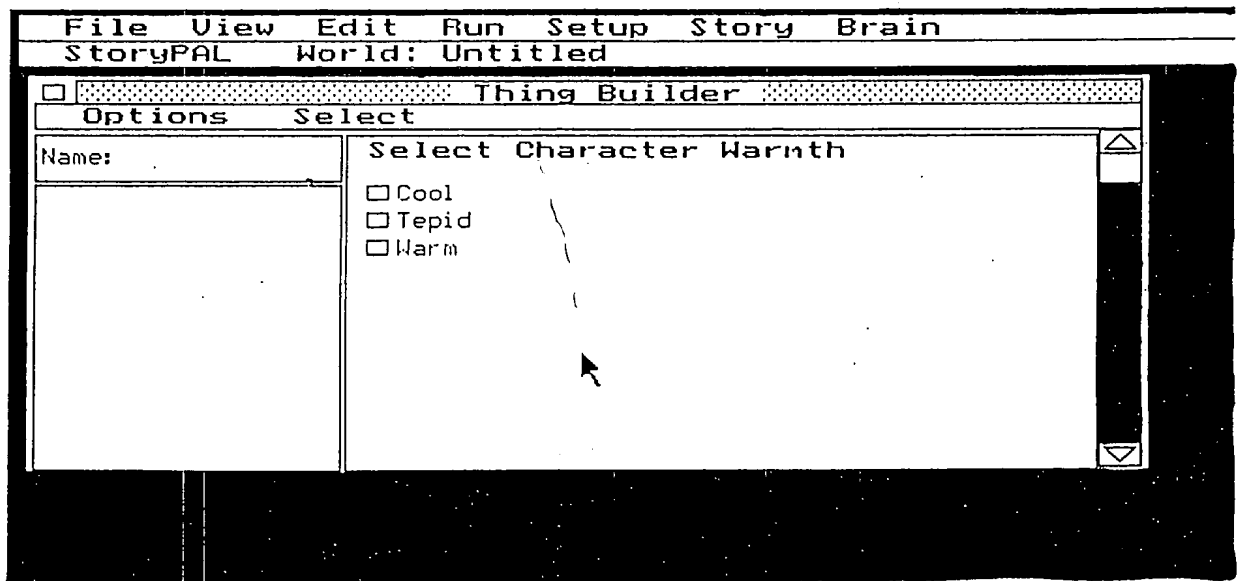 File View Edit Run Setup Story Brain
StoryPAL World: Untitled
Thing Builder
Options Select
Name:
Select Character Warmth
Cool
Tepid
Warm